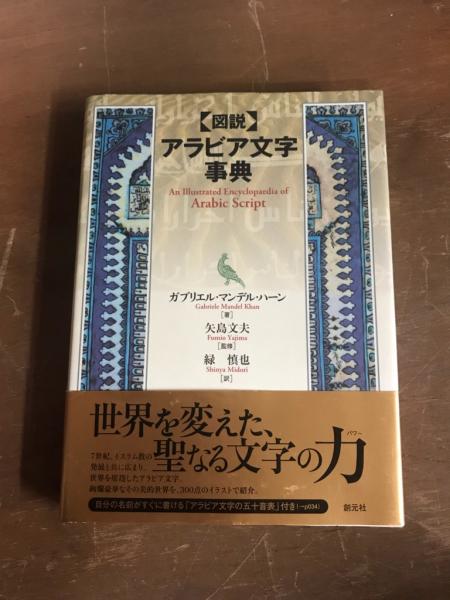 【図説】
アラビア文字
事典
An Illustrated Encyclopaedia of
Arabic Script
ガブリエル・マンデル・ハーン
Gabriele Mandel Khan
［著］
矢島文夫
Fumio Yajima
［監修］
緑 慎也
Shinya Midori
［訳］
世界を変えた、
聖なる文字の力
パワー
7世紀、イスラム教の
発展と共に広まり、
世界を席巻したアラビア文字。
絢爛豪華なその美的世界を、300点のイラストで紹介。
自分の名前がすぐに書ける「アラビア文字の五十音表」付き！（→p034）
創元社